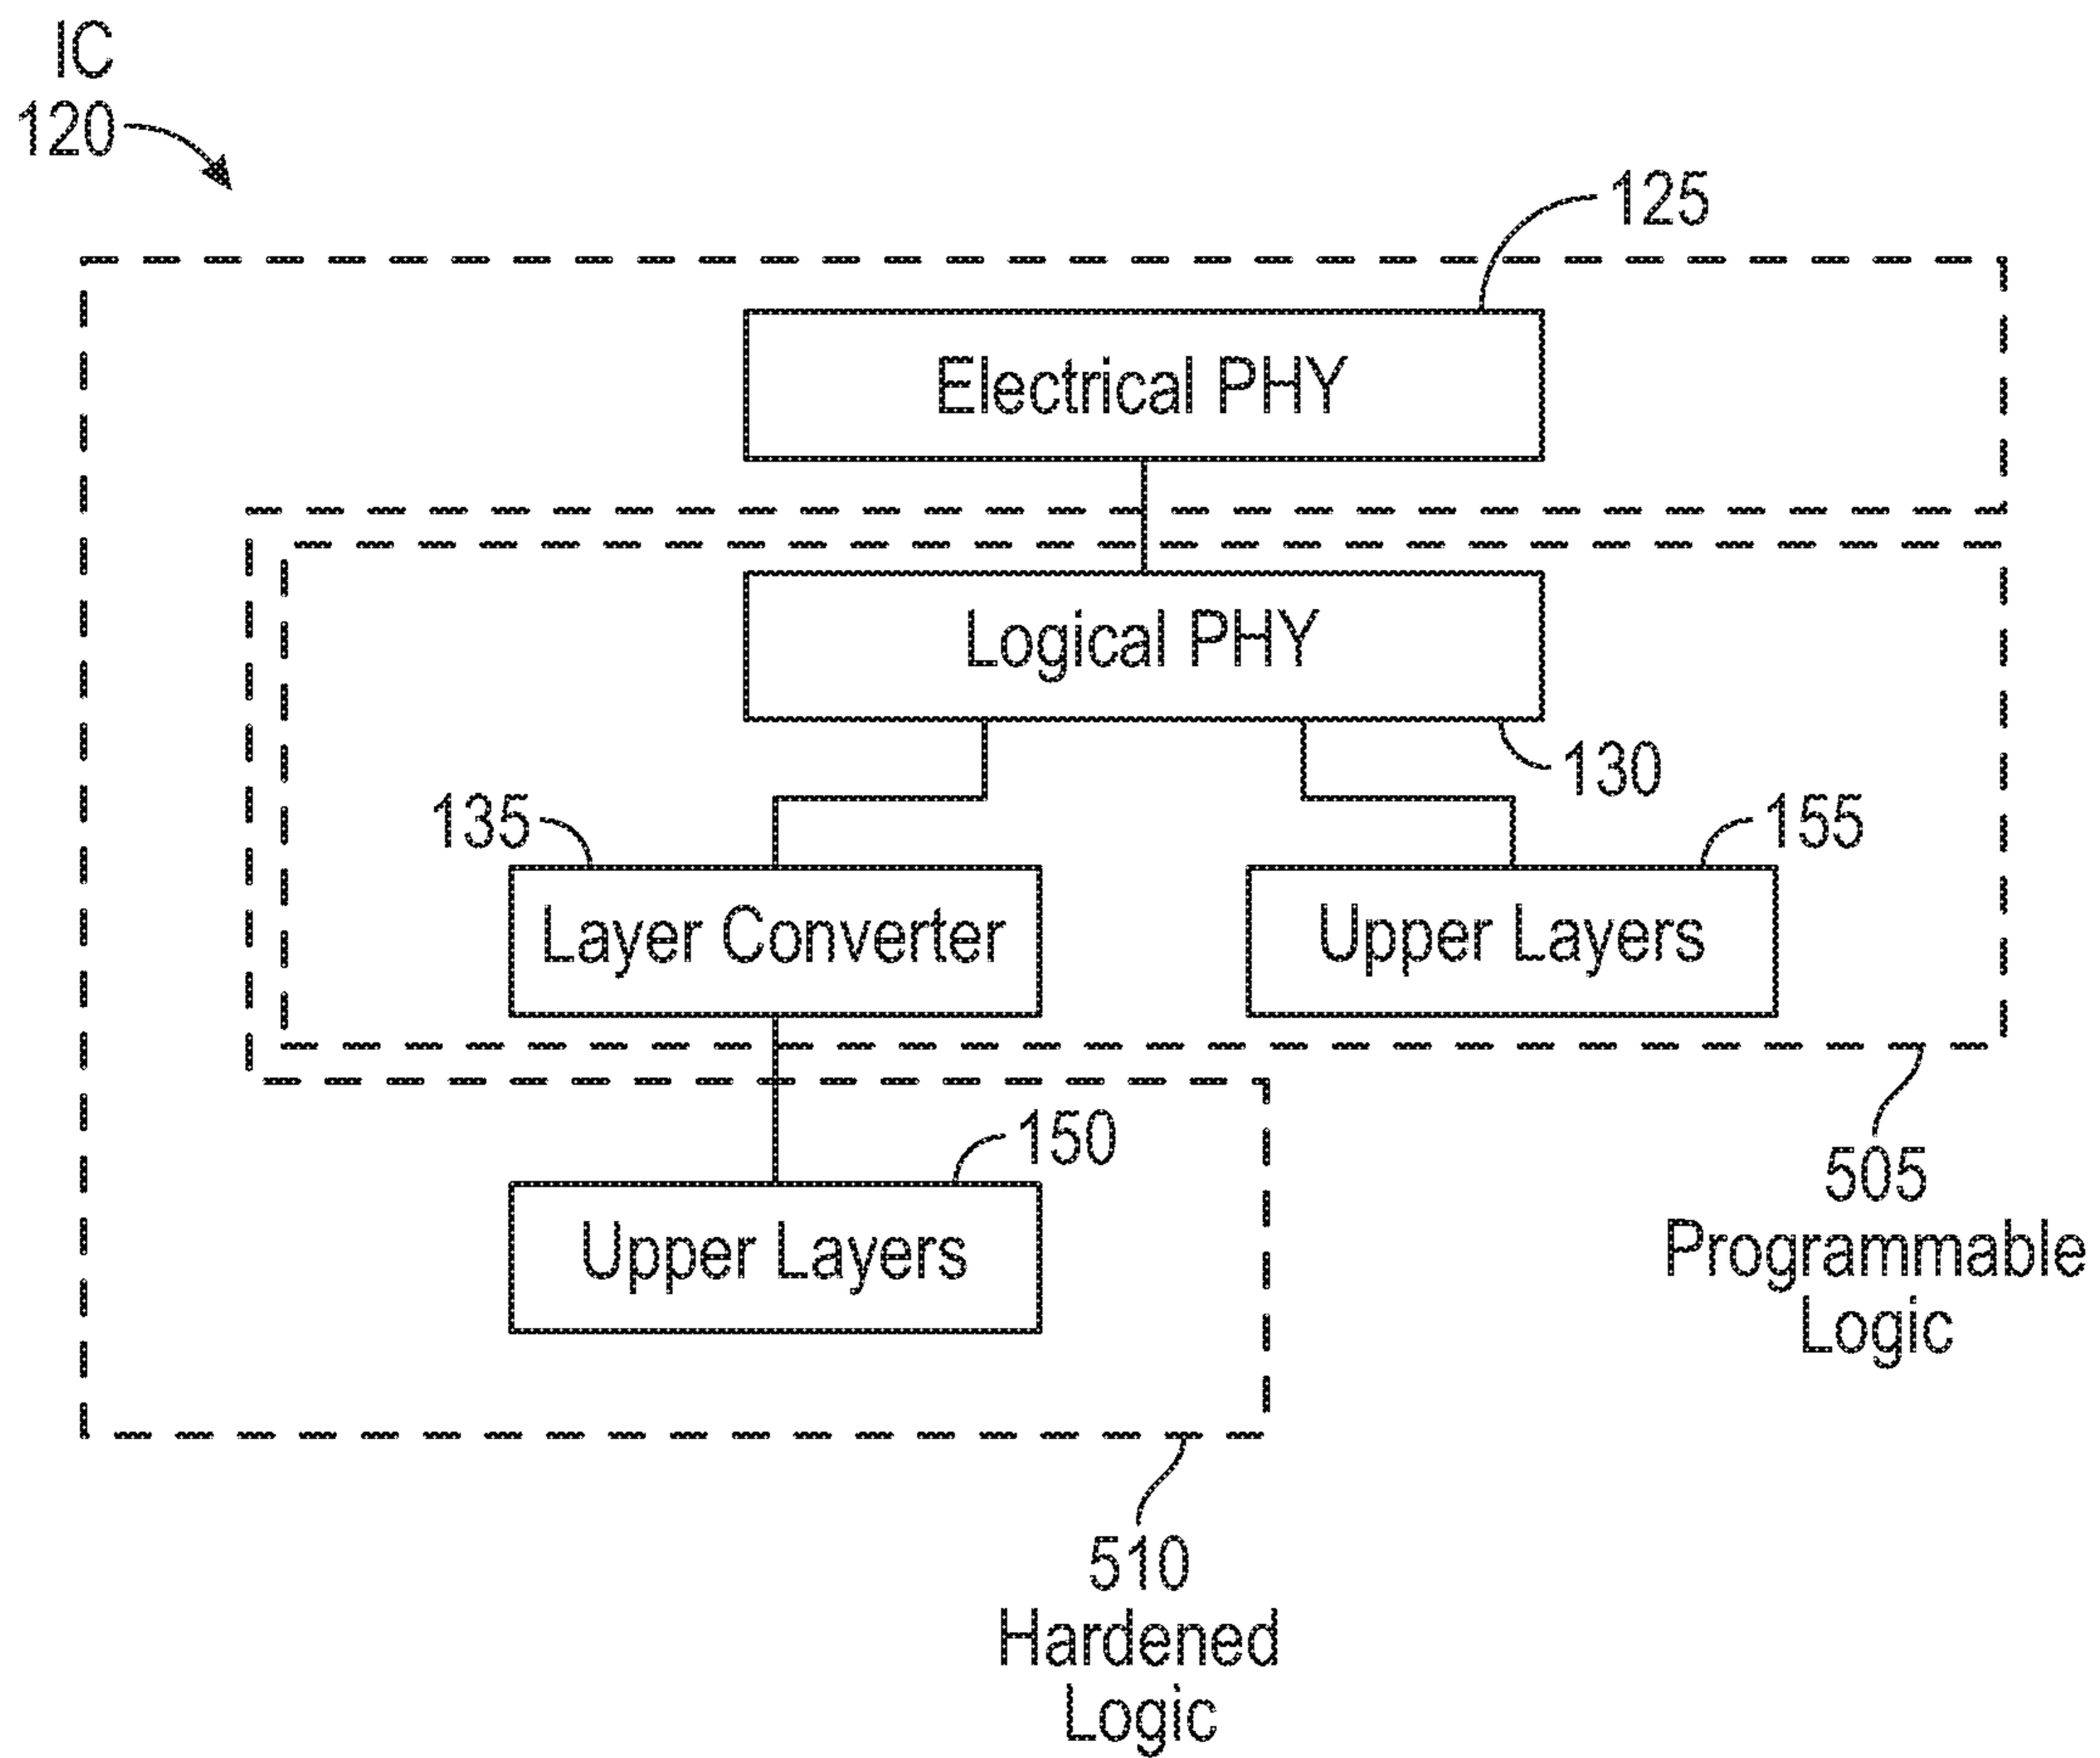 IC
120
125
Electrical PHY
Logical PHY
130
135
155
Layer Converter
Upper Layers
150
Upper Layers
505
Programmable
Logic
510
Hardened
Logic